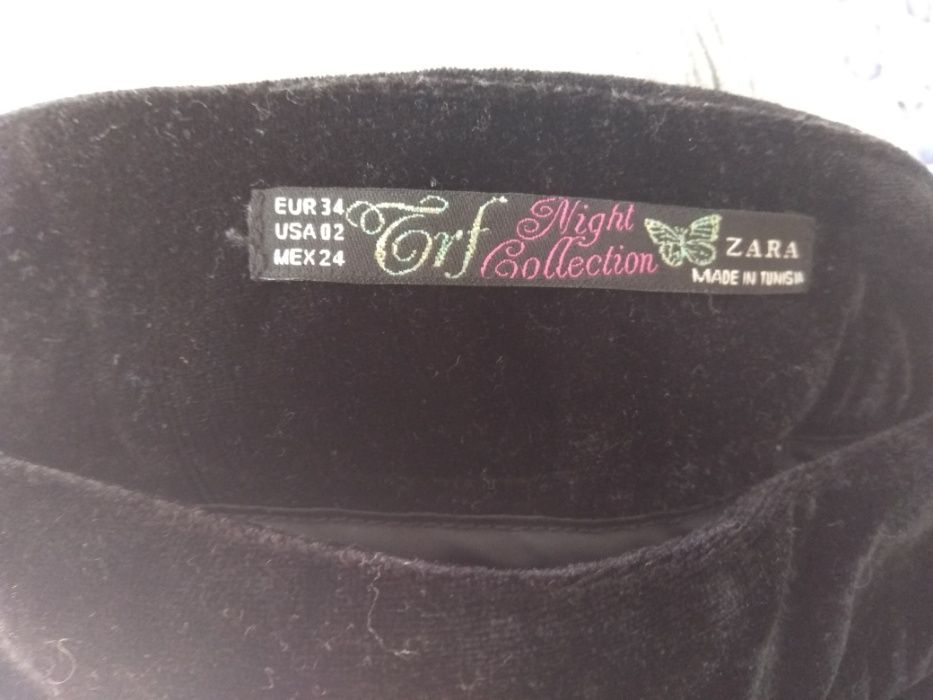 EUR 34
USA 02
MEX 24
Trf
Night
Collection
ZARA
MADE IN TUNISIA